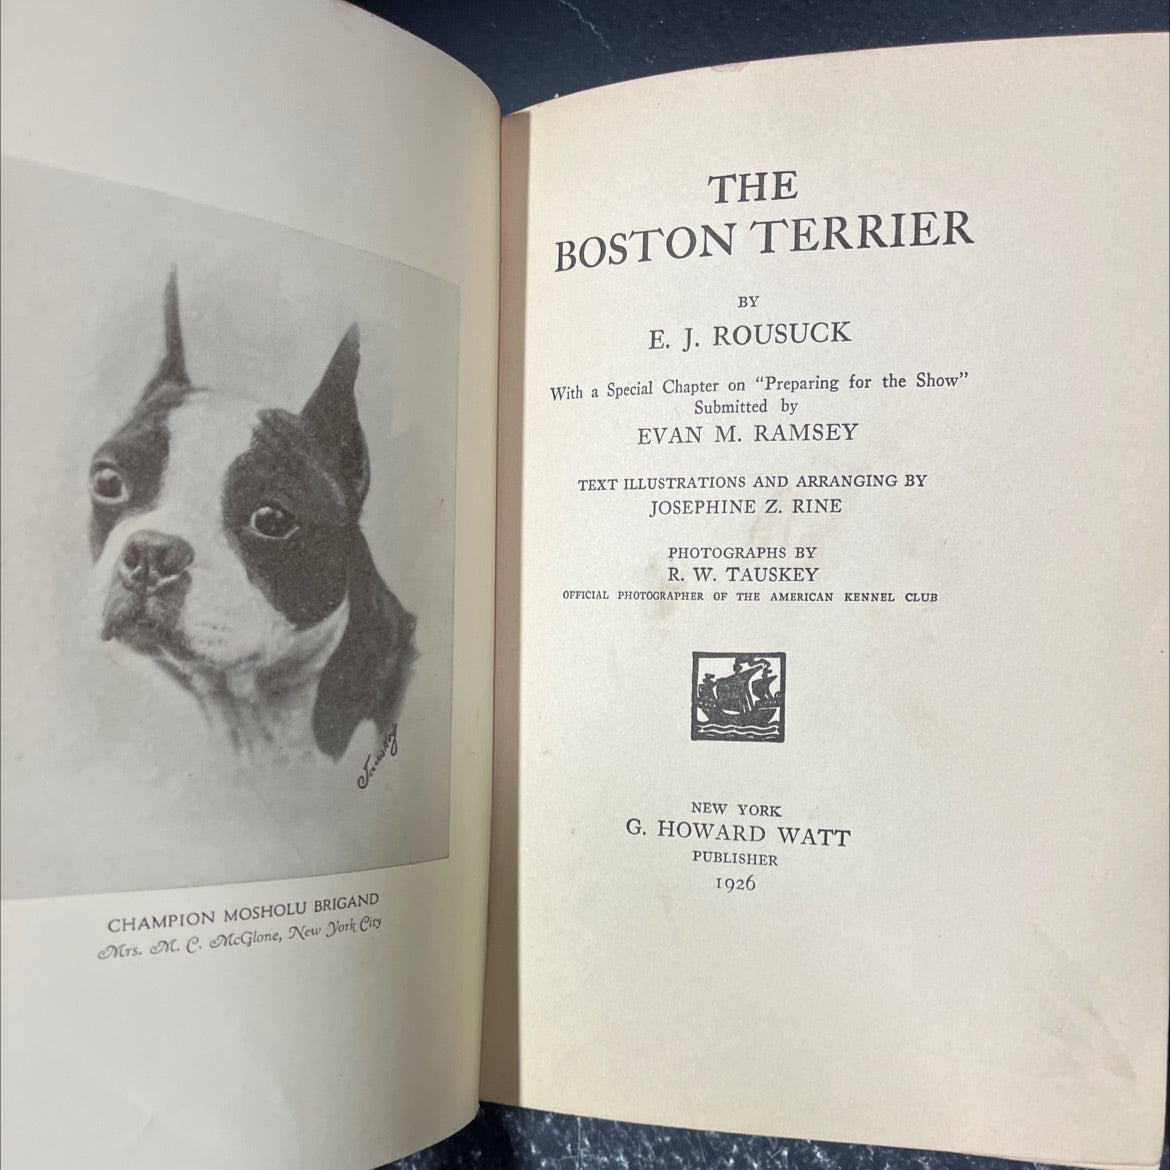 Tauskey
CHAMPION MOSHOLU BRIGAND
Mrs. M. C. McGlone, New York City
THE
BOSTON TERRIER
BY
E. J. ROUSUCK
With a Special Chapter on “Preparing for the Show”
Submitted by
EVAN M. RAMSEY
TEXT ILLUSTRATIONS AND ARRANGING BY
JOSEPHINE Z. RINE
PHOTOGRAPHS BY
R. W. TAUSKEY
OFFICIAL PHOTOGRAPHER OF THE AMERICAN KENNEL CLUB
NEW YORK
G. HOWARD WATT
PUBLISHER
1926